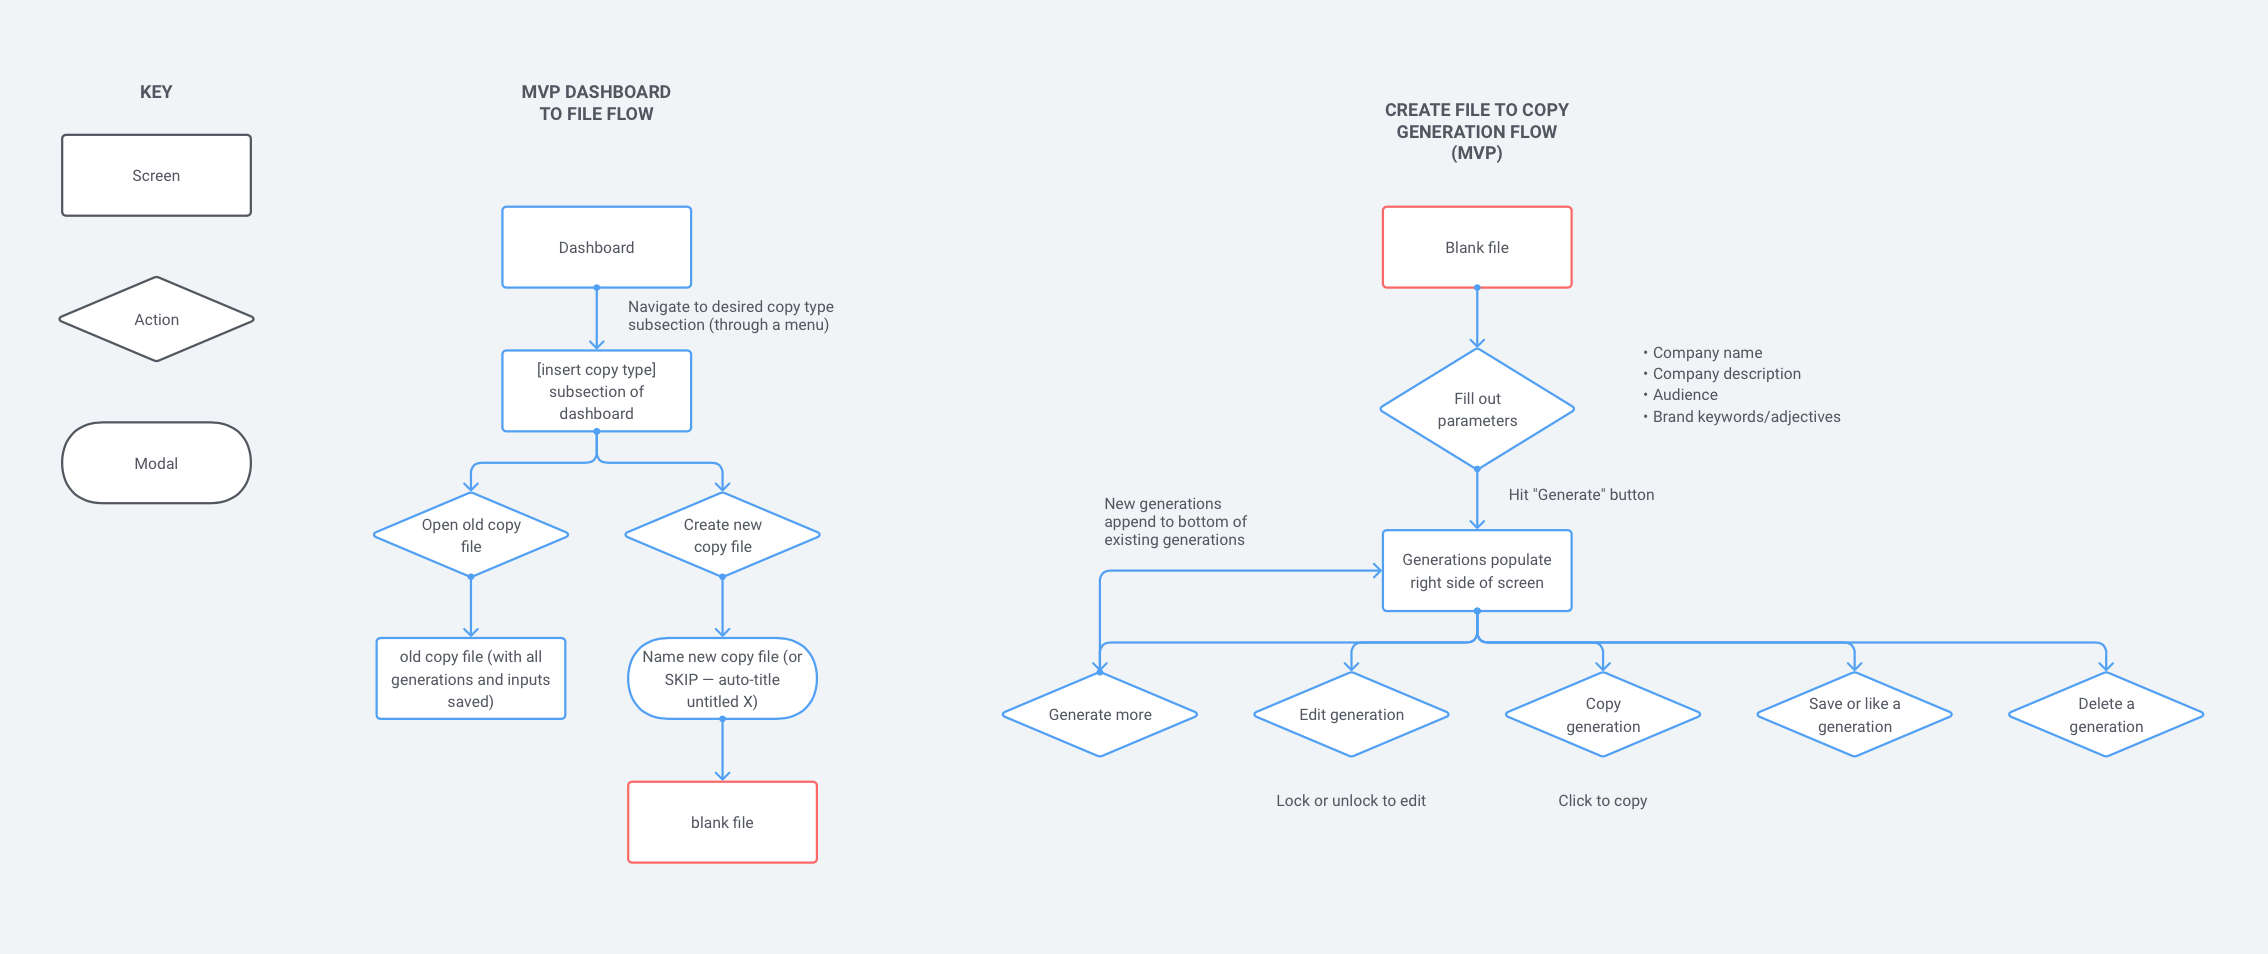 KEY
Screen
Action
Modal
MVP DASHBOARD
TO FILE FLOW
Dashboard
Navigate to desired copy type
subsection (through a menu)
[insert copy type]
subsection of
dashboard
Open old copy
file
Create new
copy file
old copy file (with all
generations and inputs
saved)
Name new copy file (or
SKIP — auto-title
untitled X)
blank file
CREATE FILE TO COPY
GENERATION FLOW
(MVP)
Blank file
Fill out
parameters
• Company name
• Company description
• Audience
• Brand keywords/adjectives
Hit "Generate" button
New generations
append to bottom of
existing generations
Generations populate
right side of screen
Generate more
Edit generation
Copy
generation
Save or like a
generation
Delete a
generation
Lock or unlock to edit
Click to copy